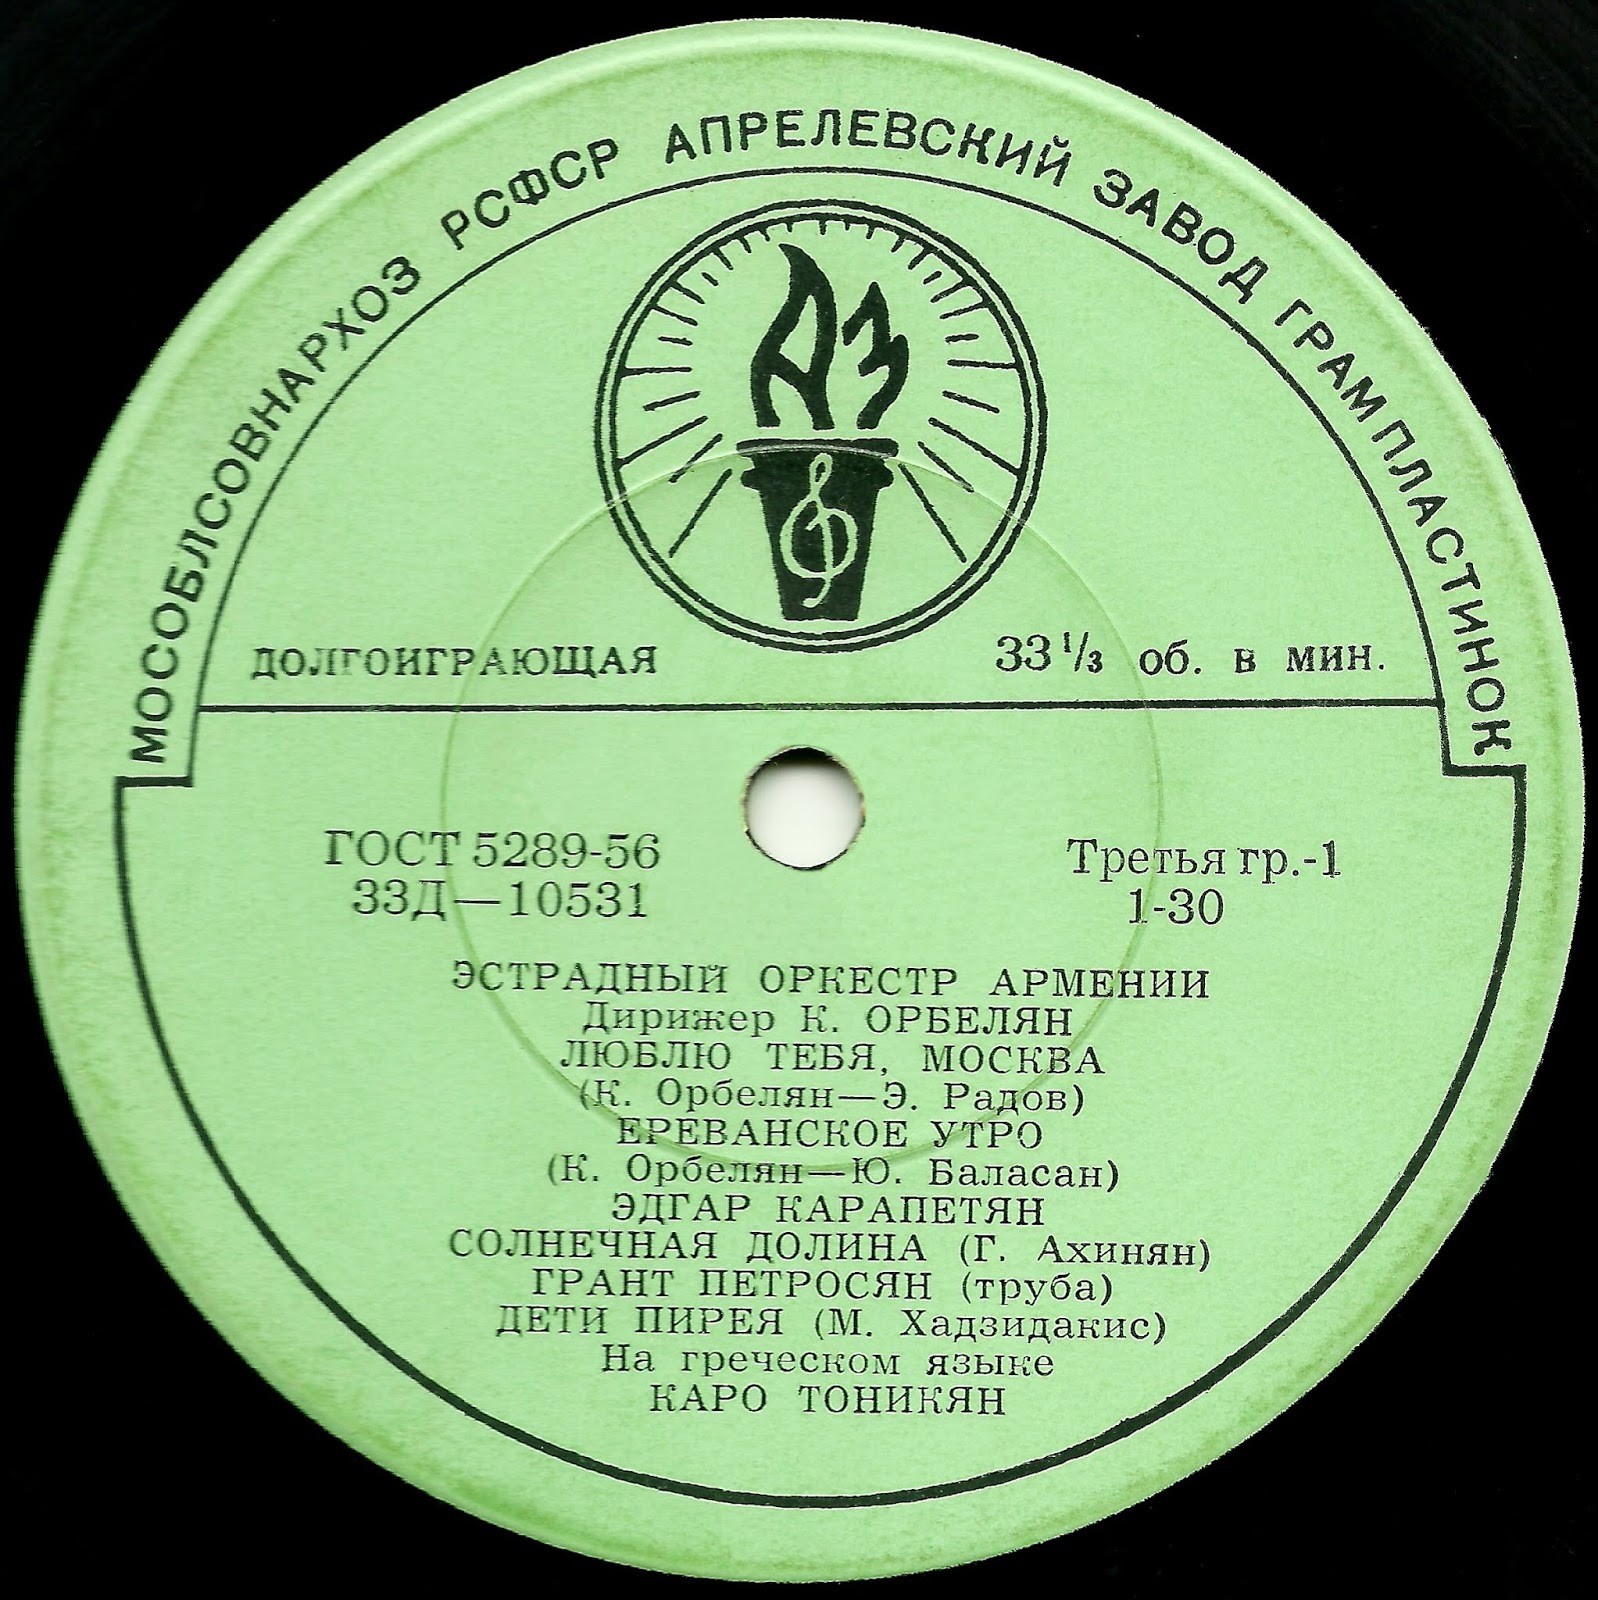 МОСОБЛСОВНАРХОЗ РСФСР АПРЕЛЕВСКИЙ ЗАВОД ГРАМПЛАСТИНОК
АЗ
ДОЛГОИГРАЮЩАЯ
33 1/3 об. в мин.
ГОСТ 5289-56
33Д—10531
Третья гр.-1
1-30
ЭСТРАДНЫЙ ОРКЕСТР АРМЕНИИ
Дирижер К. ОРБЕЛЯН
ЛЮБЛЮ ТЕБЯ, МОСКВА
(К. Орбелян—Э. Радов)
ЕРЕВАНСКОЕ УТРО
(К. Орбелян—Ю. Баласан)
ЭДГАР КАРАПЕТЯН
СОЛНЕЧНАЯ ДОЛИНА (Г. Ахинян)
ГРАНТ ПЕТРОСЯН (труба)
ДЕТИ ПИРЕЯ (М. Хадзидакис)
На греческом языке
КАРО ТОНИКЯН